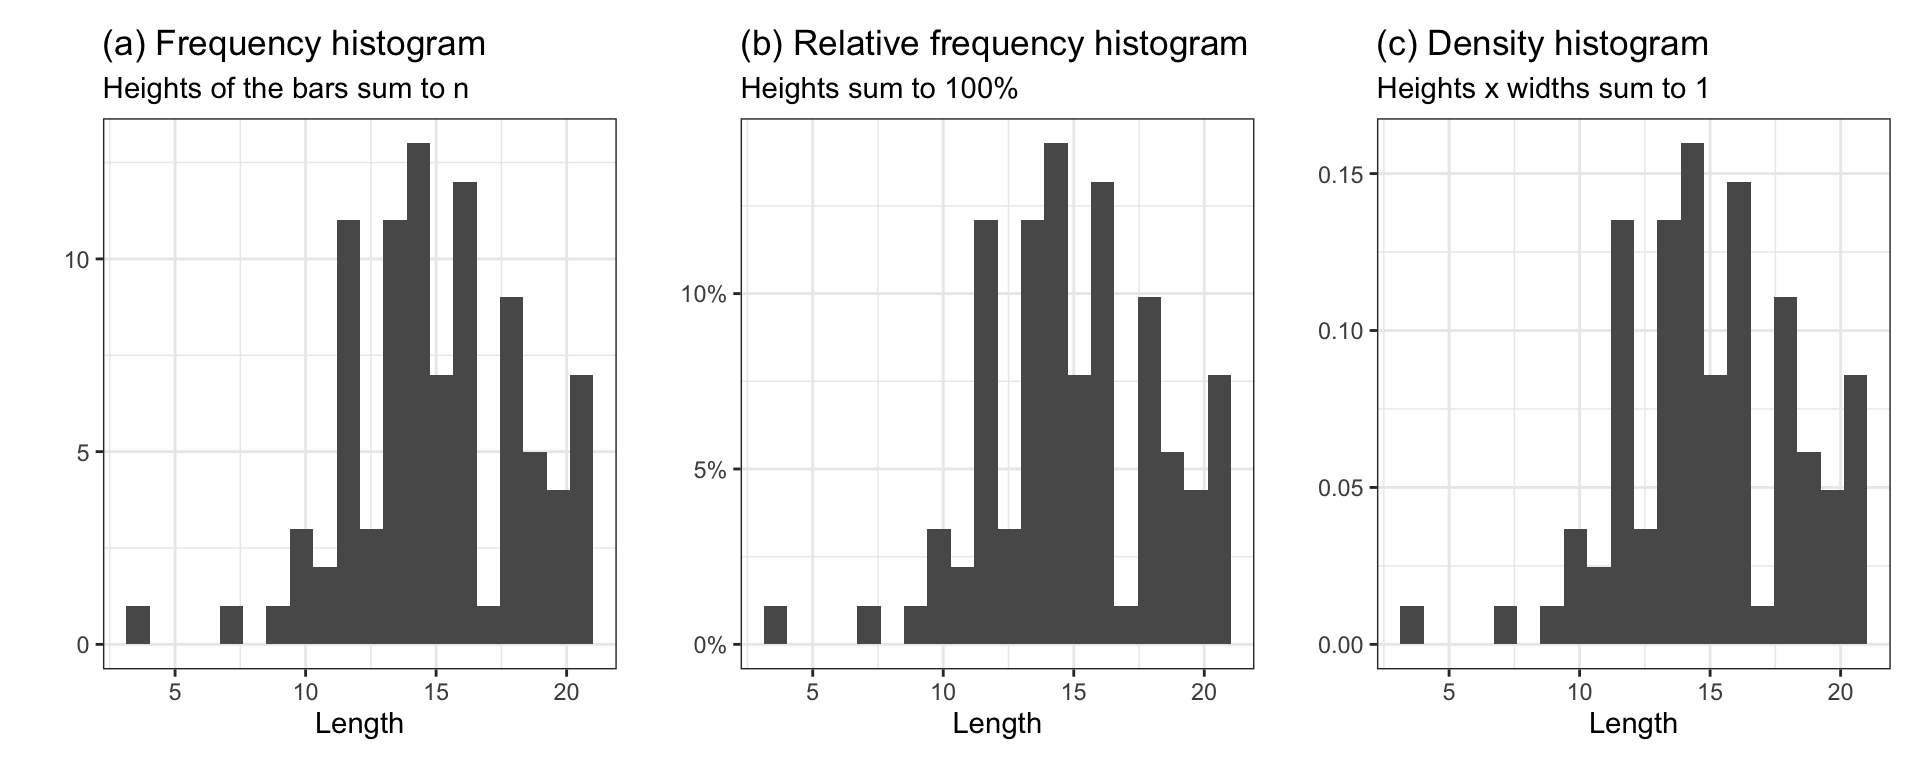 (a) Frequency histogram
Heights of the bars sum to n
10
5
0
5 10 15 20
Length
(b) Relative frequency histogram
Heights sum to 100%
10%
5%
0%
5 10 15 20
Length
(c) Density histogram
Heights x widths sum to 1
0.15
0.10
0.05
0.00
5 10 15 20
Length